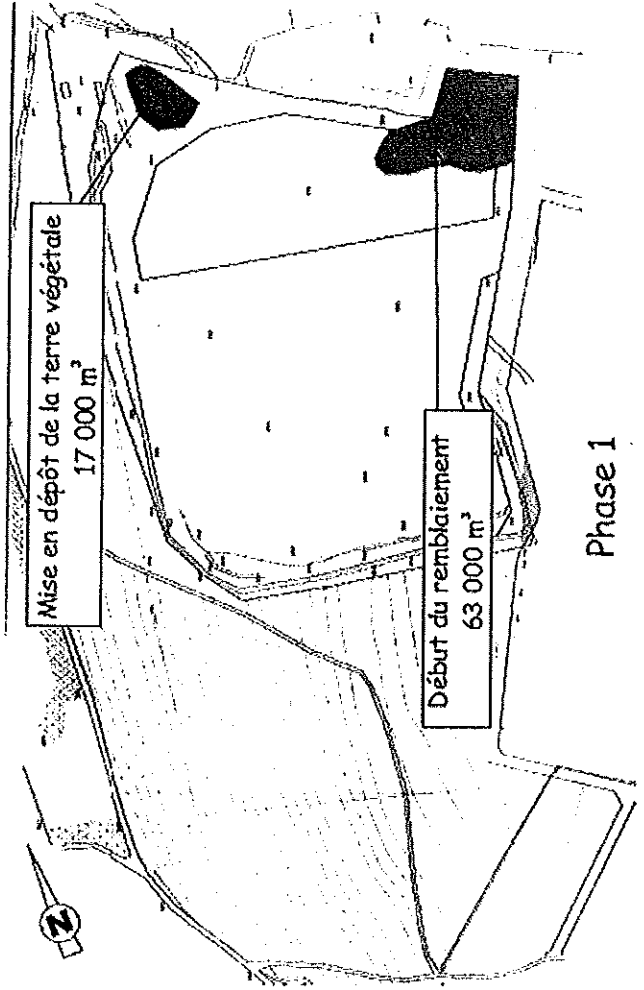 Mise en dépôt de la terre végétale
17 000 m³
Début du remblaiement
63 000 m³
Phase 1
N